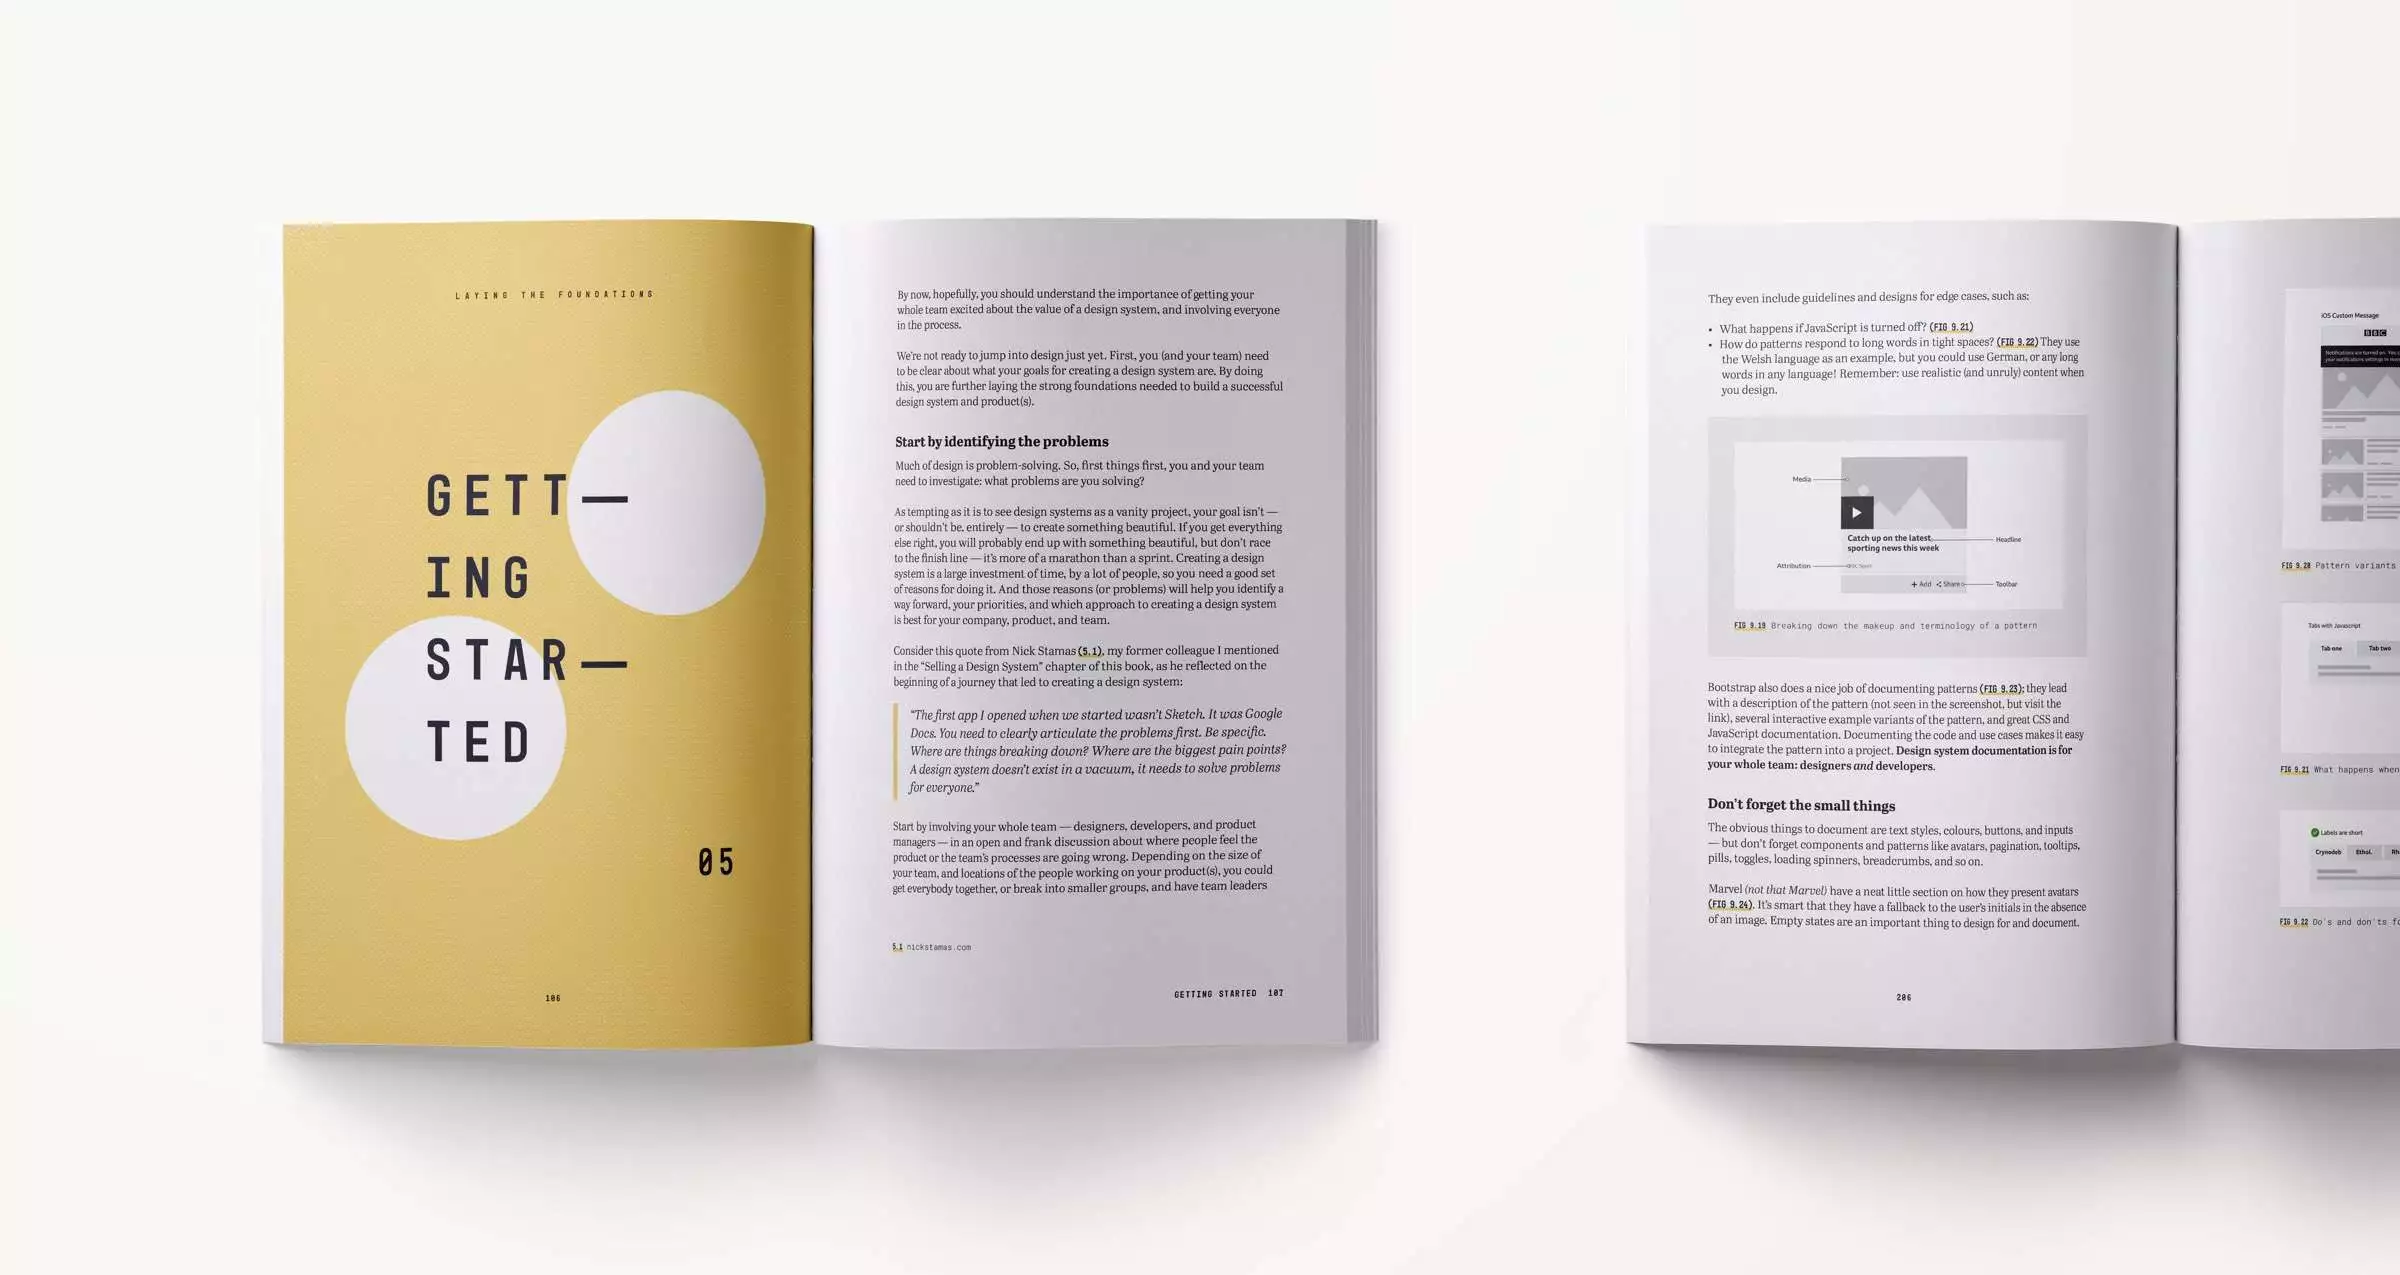 LAYING THE FOUNDATIONS
GETT—
ING
STAR—
TED
05
106
By now, hopefully, you should understand the importance of getting your
whole team excited about the value of a design system, and involving everyone
in the process.
We're not ready to jump into design just yet. First, you (and your team) need
to be clear about what your goals for creating a design system are. By doing
this, you are further laying the strong foundations needed to build a successful
design system and product(s).
Start by identifying the problems
Much of design is problem-solving. So, first things first, you and your team
need to investigate: what problems are you solving?
As tempting as it is to see design systems as a vanity project, your goal isn't —
or shouldn't be, entirely — to create something beautiful. If you get everything
else right, you will probably end up with something beautiful, but don't race
to the finish line — it's more of a marathon than a sprint. Creating a design
system is a large investment of time, by a lot of people, so you need a good set
of reasons for doing it. And those reasons (or problems) will help you identify a
way forward, your priorities, and which approach to creating a design system
is best for your company, product, and team.
Consider this quote from Nick Stamas (5.1), my former colleague I mentioned
in the “Selling a Design System” chapter of this book, as he reflected on the
beginning of a journey that led to creating a design system:
“The first app I opened when we started wasn't Sketch. It was Google
Docs. You need to clearly articulate the problems first. Be specific.
Where are things breaking down? Where are the biggest pain points?
A design system doesn't exist in a vacuum, it needs to solve problems
for everyone.”
Start by involving your whole team — designers, developers, and product
managers — in an open and frank discussion about where people feel the
product or the team's processes are going wrong. Depending on the size of
your team, and locations of the people working on your product(s), you could
get everybody together, or break into smaller groups, and have team leaders
5.1 nickstamas.com
GETTING STARTED 107
They even include guidelines and designs for edge cases, such as:
• What happens if JavaScript is turned off? (FIG 9.21)
• How do patterns respond to long words in tight spaces? (FIG 9.22) They use
the Welsh language as an example, but you could use German, or any long
words in any language! Remember: use realistic (and unruly) content when
you design.
Media
Catch up on the latest
sporting news this week
Headline
Attribution
BBC Sport
+ Add Share
Toolbar
FIG 9.19 Breaking down the makeup and terminology of a pattern
Bootstrap also does a nice job of documenting patterns (FIG 9.23); they lead
with a description of the pattern (not seen in the screenshot, but visit the
link), several interactive example variants of the pattern, and great CSS and
JavaScript documentation. Documenting the code and use cases makes it easy
to integrate the pattern into a project. Design system documentation is for
your whole team: designers and developers.
Don't forget the small things
The obvious things to document are text styles, colours, buttons, and inputs
— but don't forget components and patterns like avatars, pagination, tooltips,
pills, toggles, loading spinners, breadcrumbs, and so on.
Marvel (not that Marvel) have a neat little section on how they present avatars
(FIG 9.24). It's smart that they have a fallback to the user's initials in the absence
of an image. Empty states are an important thing to design for and document.
206
iOS Custom Message
BBC
Notifications are turned on. You
your notifications settings in
FIG 9.20 Pattern variants
Tabs with Javascript
Tab one Tab two
FIG 9.21 What happens when
Labels are short
Crynodeb Ethol. Rh
FIG 9.22 Do's and don'ts